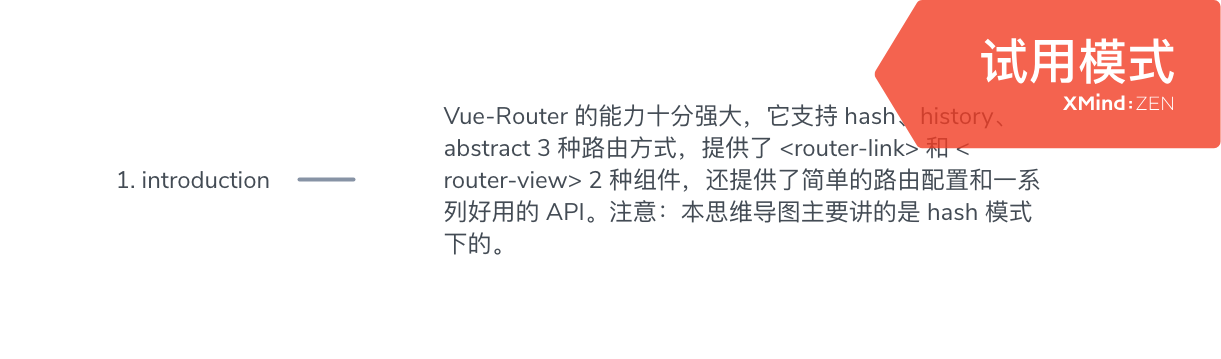 试用模式
XMind:ZEN
1. introduction
Vue-Router 的能力十分强大，它支持 hash、history、
abstract 3 种路由方式，提供了 <router-link> 和 <
router-view> 2 种组件，还提供了简单的路由配置和一系
列好用的 API。注意：本思维导图主要讲的是 hash 模式
下的。